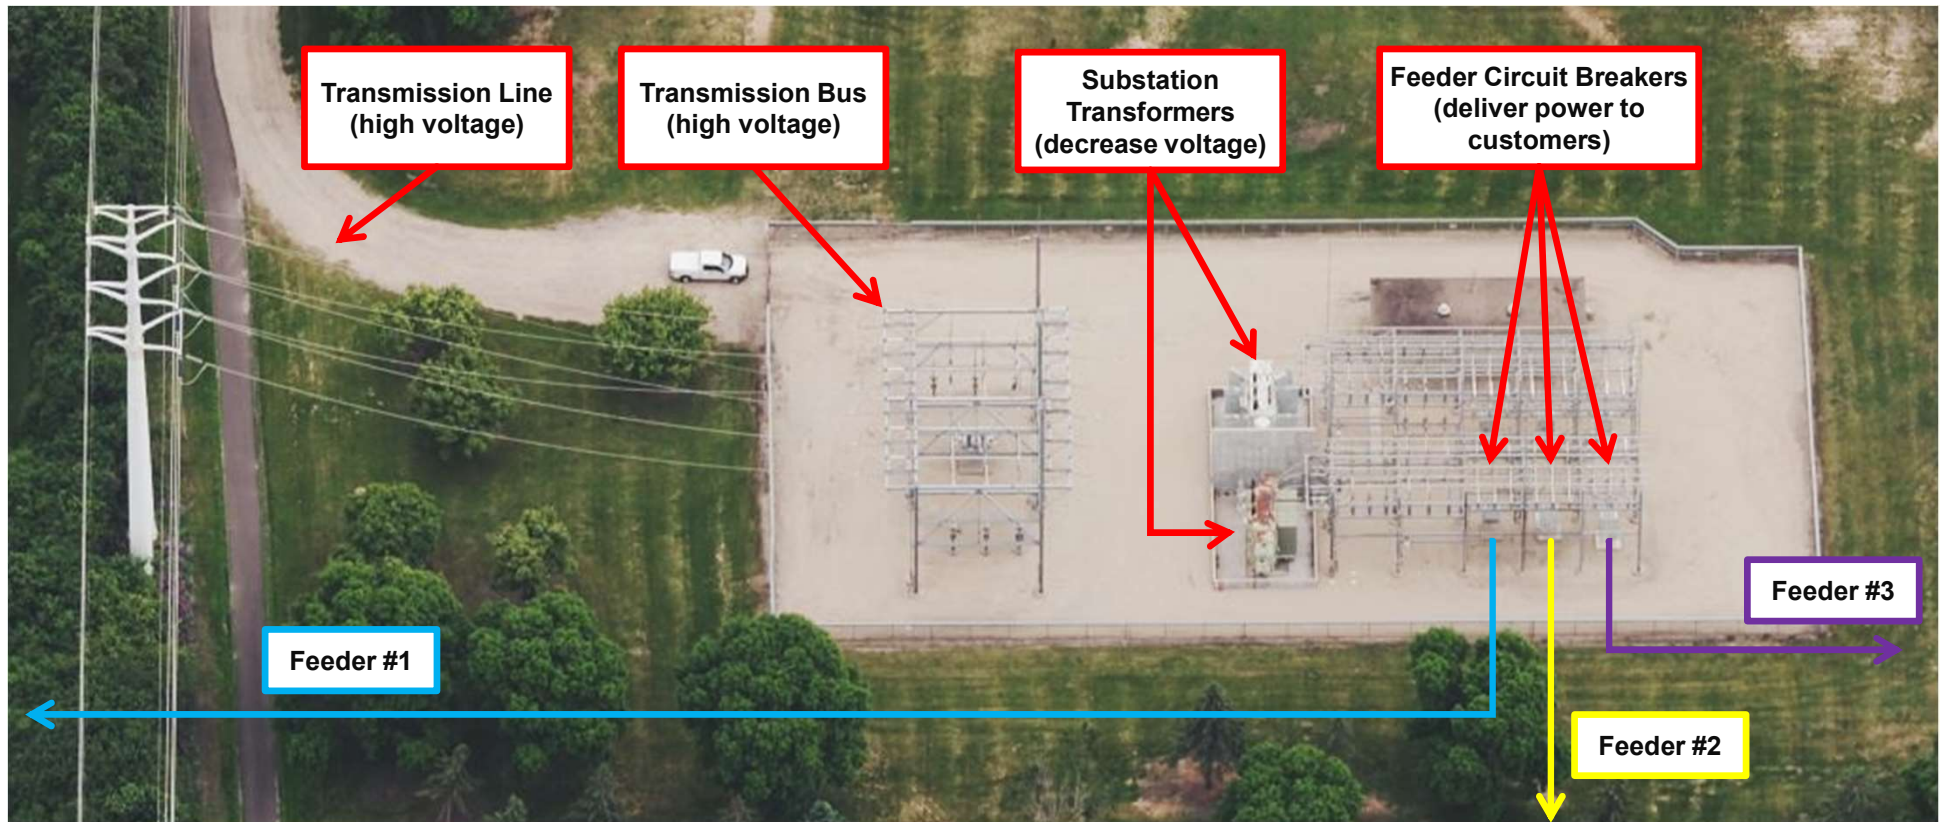 Transmission Line
(high voltage)
Transmission Bus
(high voltage)
Substation
Transformers
(decrease voltage)
Feeder Circuit Breakers
(deliver power to
customers)
Feeder #3
Feeder #1
Feeder #2